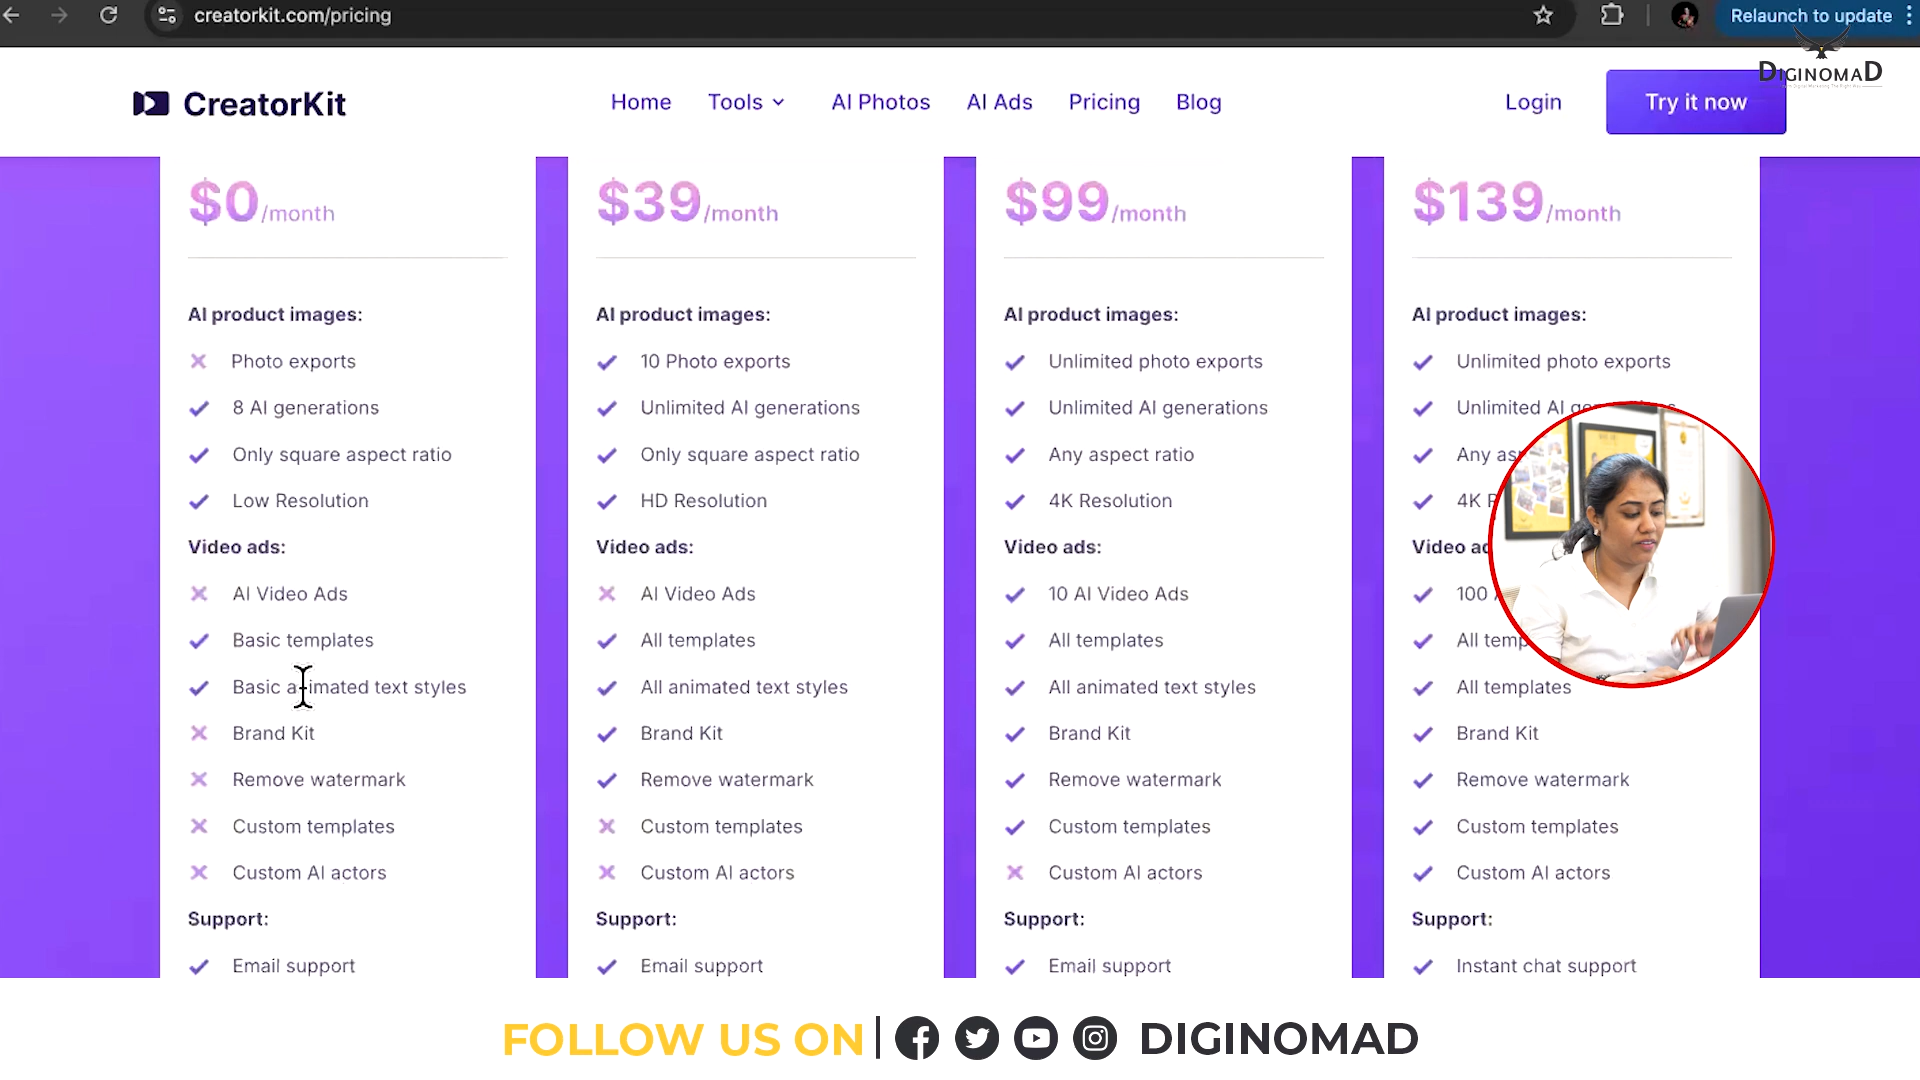 creatorkit.com/pricing
Relaunch to update
DIGINOMAD
CreatorKit
Home
Tools
AI Photos
AI Ads
Pricing
Blog
Login
Try it now
$0/month
AI product images:
Photo exports
8 AI generations
Only square aspect ratio
Low Resolution
Video ads:
AI Video Ads
Basic templates
Basic animated text styles
Brand Kit
Remove watermark
Custom templates
Custom AI actors
Support:
Email support
$39/month
AI product images:
10 Photo exports
Unlimited AI generations
Only square aspect ratio
HD Resolution
Video ads:
AI Video Ads
All templates
All animated text styles
Brand Kit
Remove watermark
Custom templates
Custom AI actors
Support:
Email support
$99/month
AI product images:
Unlimited photo exports
Unlimited AI generations
Any aspect ratio
4K Resolution
Video ads:
10 AI Video Ads
All templates
All animated text styles
Brand Kit
Remove watermark
Custom templates
Custom AI actors
Support:
Email support
$139/month
AI product images:
Unlimited photo exports
Unlimited AI
Any
4K
Video
100
All
All templates
Brand Kit
Remove watermark
Custom templates
Custom AI actors
Support:
Instant chat support
FOLLOW US ON
DIGINOMAD